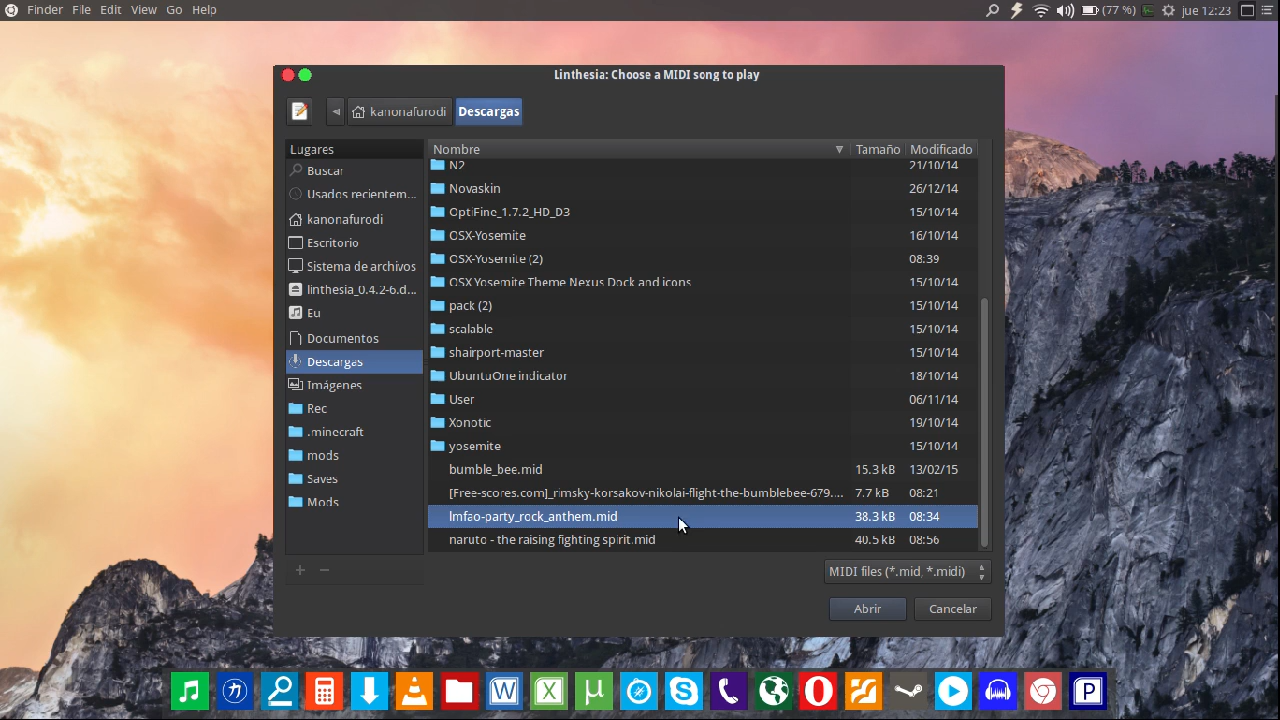 Finder File Edit View Go Help
(77 %) jue 12:23
Linthesia: Choose a MIDI song to play
kanonafurodi Descargas
Lugares
Buscar
Usados recientem...
kanonafurodi
Escritorio
Sistema de archivos
linthesia_0.4.2-6.d...
Eu
Documentos
Descargas
Imágenes
Rec
.minecraft
mods
Saves
Mods
Nombre Tamaño Modificado
N2 21/10/14
Novaskin 26/12/14
OptiFine_1.7.2_HD_D3 15/10/14
OSX-Yosemite 16/10/14
OSX-Yosemite (2) 08:39
OSX Yosemite Theme Nexus Dock and icons 15/10/14
pack (2) 15/10/14
scalable 15/10/14
shairport-master 15/10/14
UbuntuOne indicator 18/10/14
User 06/11/14
Xonotic 19/10/14
yosemite 15/10/14
bumble_bee.mid 15.3 kB 13/02/15
[Free-scores.com]_rimsky-korsakov-nikolai-flight-the-bumblebee-679.... 7.7 kB 08:21
lmfao-party_rock_anthem.mid 38.3 kB 08:34
naruto - the raising fighting spirit.mid 40.5 kB 08:56
MIDI files (*.mid, *.midi)
Abrir Cancelar